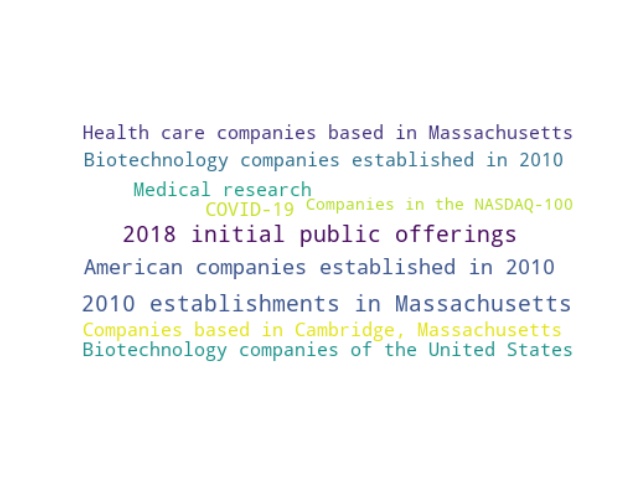 Health care companies based in Massachusetts
Biotechnology companies established in 2010
Medical research
COVID-19
Companies in the NASDAQ-100
2018 initial public offerings
American companies established in 2010
2010 establishments in Massachusetts
Companies based in Cambridge, Massachusetts
Biotechnology companies of the United States